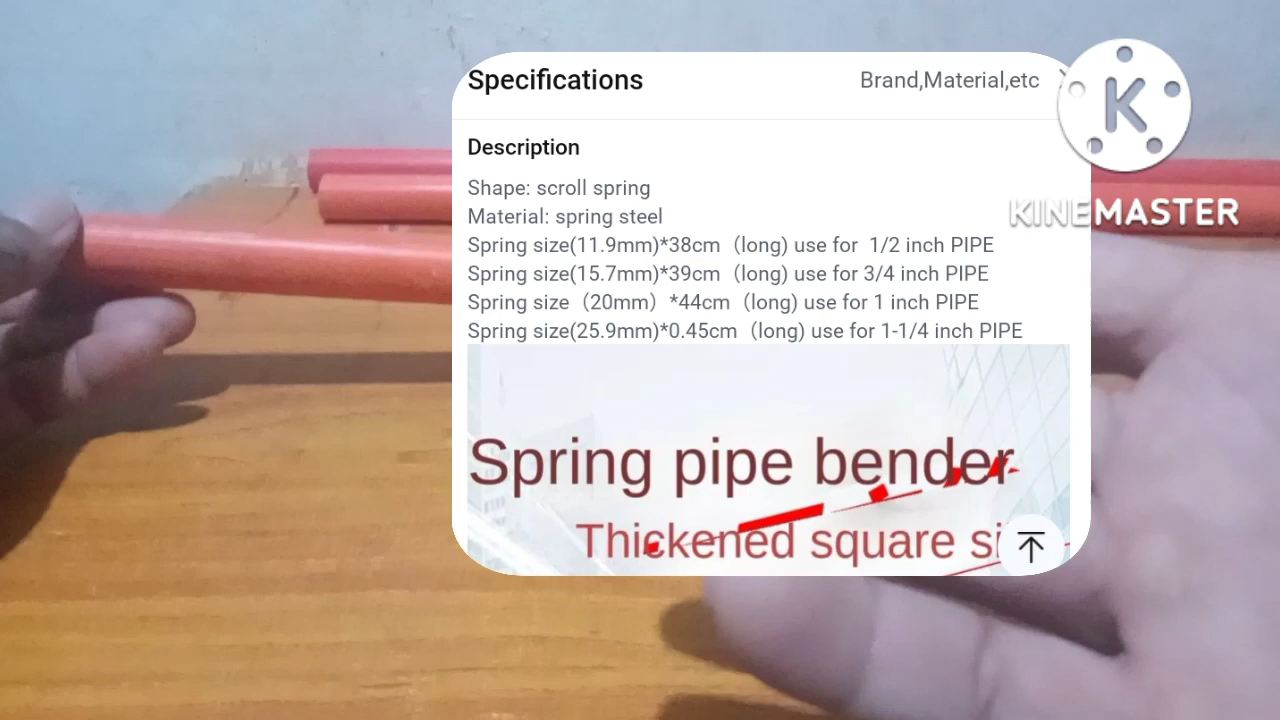 Specifications Brand,Material,etc
Description
Shape: scroll spring
Material: spring steel
Spring size(11.9mm)*38cm（long) use for  1/2 inch PIPE
Spring size(15.7mm)*39cm（long) use for 3/4 inch PIPE
Spring size（20mm）*44cm（long) use for 1 inch PIPE
Spring size(25.9mm)*0.45cm（long) use for 1-1/4 inch PIPE
Spring pipe bender
Thickened square
K
KINEMASTER